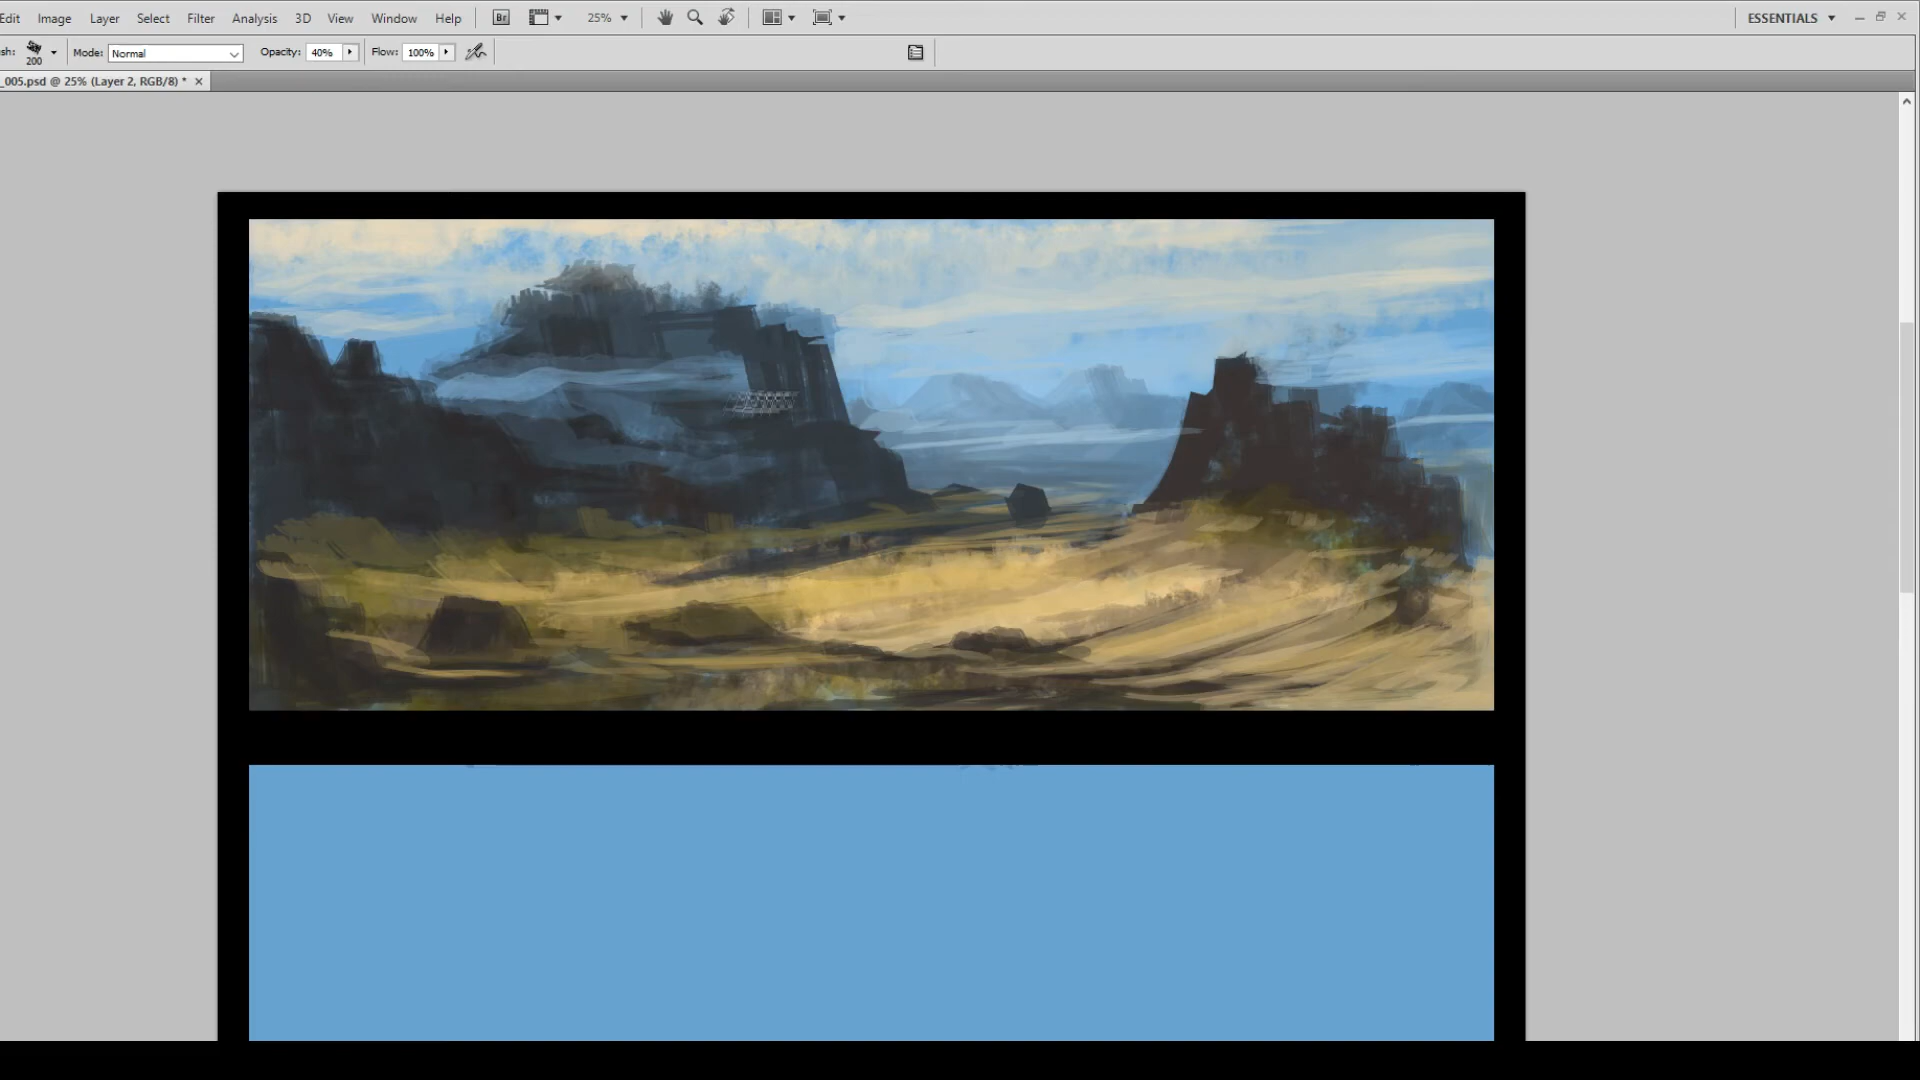 Edit Image Layer Select Filter Analysis 3D View Window Help Br 25% ESSENTIALS
sh: 200 Mode: Normal Opacity: 40% Flow: 100%
_005.psd @ 25% (Layer 2, RGB/8) *